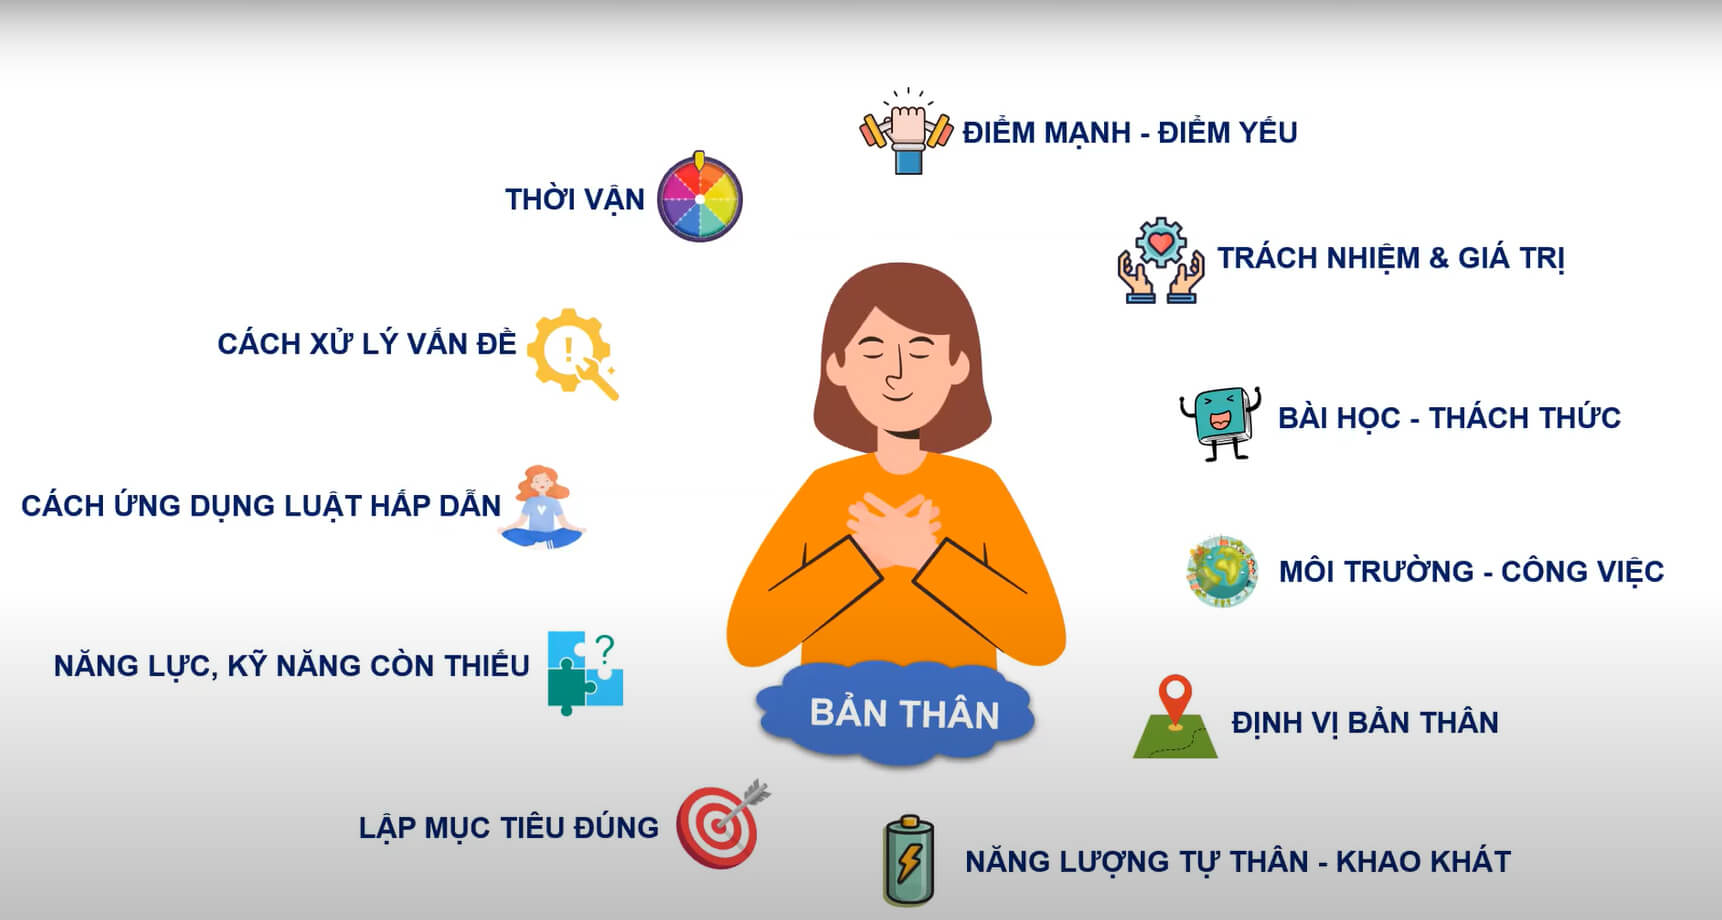 ĐIỂM MẠNH - ĐIỂM YẾU
THỜI VẬN
TRÁCH NHIỆM & GIÁ TRỊ
CÁCH XỬ LÝ VẤN ĐỀ
BÀI HỌC - THÁCH THỨC
CÁCH ỨNG DỤNG LUẬT HẤP DẪN
MÔI TRƯỜNG - CÔNG VIỆC
NĂNG LỰC, KỸ NĂNG CÒN THIẾU
?
BẢN THÂN
ĐỊNH VỊ BẢN THÂN
LẬP MỤC TIÊU ĐÚNG
NĂNG LƯỢNG TỰ THÂN - KHAO KHÁT